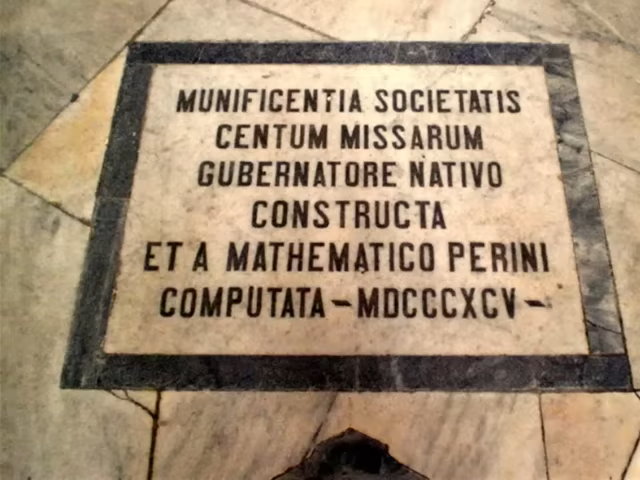 MUNIFICENTIA SOCIETATIS
CENTUM MISSARUM
GUBERNATORE NATIVO
CONSTRUCTA
ET A MATHEMATICO PERINI
COMPUTATA - MDCCCXCV -